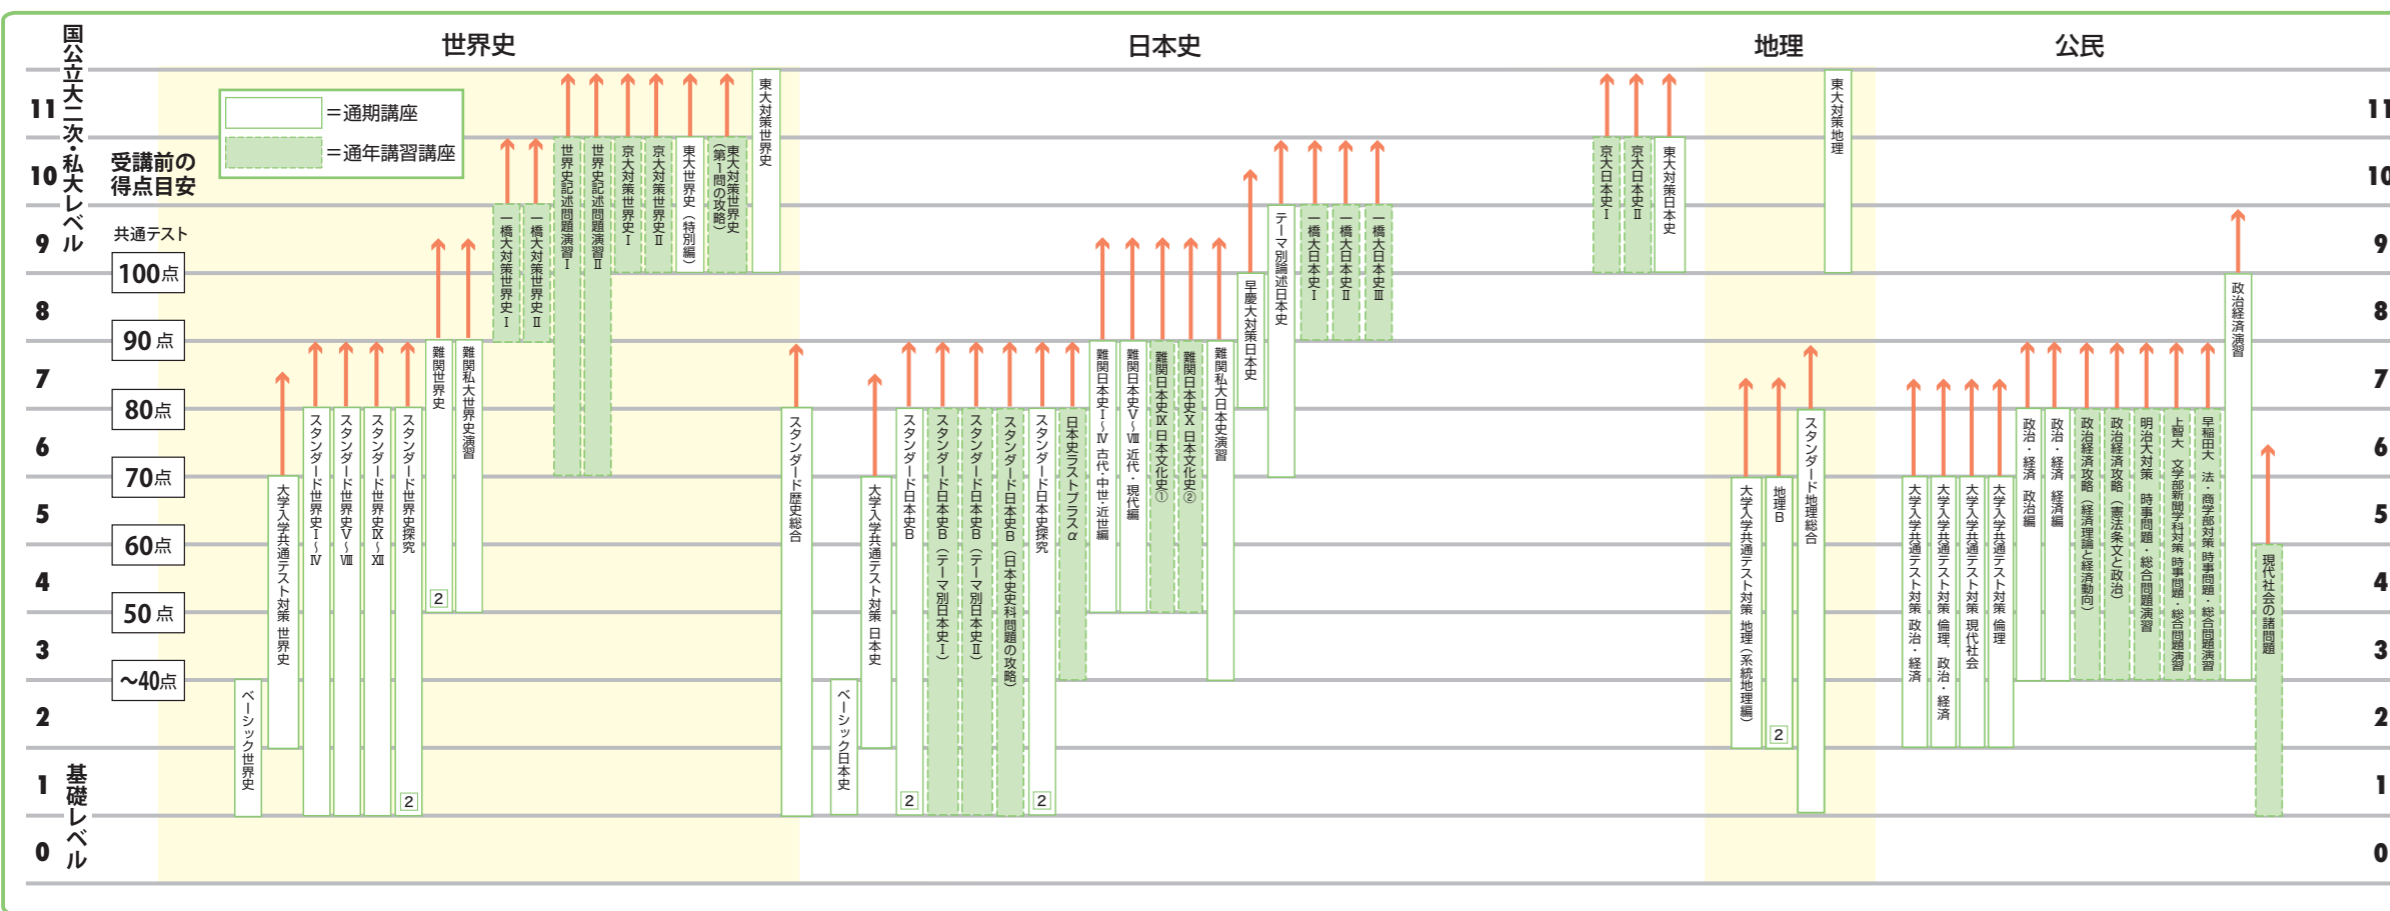 世界史
日本史
地理
公民
国公立大二次・私大レベル
基礎レベル
=通期講座
=通年講習講座
受講前の
得点目安
共通テスト
100点
90点
80点
70点
60点
50点
～40点
11
10
9
8
7
6
5
4
3
2
1
0
ベーシック世界史
大学入学共通テスト対策 世界史
スタンダード世界史Ⅰ～Ⅳ
スタンダード世界史Ⅴ～Ⅷ
スタンダード世界史Ⅸ～Ⅻ
スタンダード世界史探究
2
難関世界史
2
難関私大世界史演習
一橋大対策世界史Ⅰ
一橋大対策世界史Ⅱ
世界史記述問題演習Ⅰ
世界史記述問題演習Ⅱ
京大対策世界史Ⅰ
京大対策世界史Ⅱ
東大世界史（特別編）
東大対策世界史
（第1問の攻略）
東大対策世界史
スタンダード歴史総合
ベーシック日本史
大学入学共通テスト対策 日本史
スタンダード日本史B
2
スタンダード日本史B（テーマ別日本史Ⅰ）
スタンダード日本史B（テーマ別日本史Ⅱ）
スタンダード日本史B（日本史史料問題の攻略）
スタンダード日本史探究
2
日本史ラストプラスα
難関日本史Ⅰ～Ⅳ 古代・中世・近世編
難関日本史Ⅴ～Ⅷ 近代・現代編
難関日本史Ⅸ 日本文化史①
難関日本史Ⅹ 日本文化史②
難関私大日本史演習
早慶大対策日本史
テーマ別論述日本史
一橋大日本史Ⅰ
一橋大日本史Ⅱ
一橋大日本史Ⅲ
京大日本史Ⅰ
京大日本史Ⅱ
東大対策日本史
大学入学共通テスト対策 地理（系統地理編）
地理B
2
スタンダード地理総合
東大対策地理
大学入学共通テスト対策 政治・経済
大学入学共通テスト対策 倫理，政治・経済
大学入学共通テスト対策 現代社会
大学入学共通テスト対策 倫理
政治・経済 政治編
政治・経済 経済編
政治経済攻略（経済理論と経済動向）
政治経済攻略（憲法条文と政治）
明治大対策 時事問題・総合問題演習
上智大 文学部新聞学科対策 時事問題・総合問題演習
早稲田大 法・商学部対策 時事問題・総合問題演習
政治経済演習
現代社会の諸問題
11
10
9
8
7
6
5
4
3
2
1
0